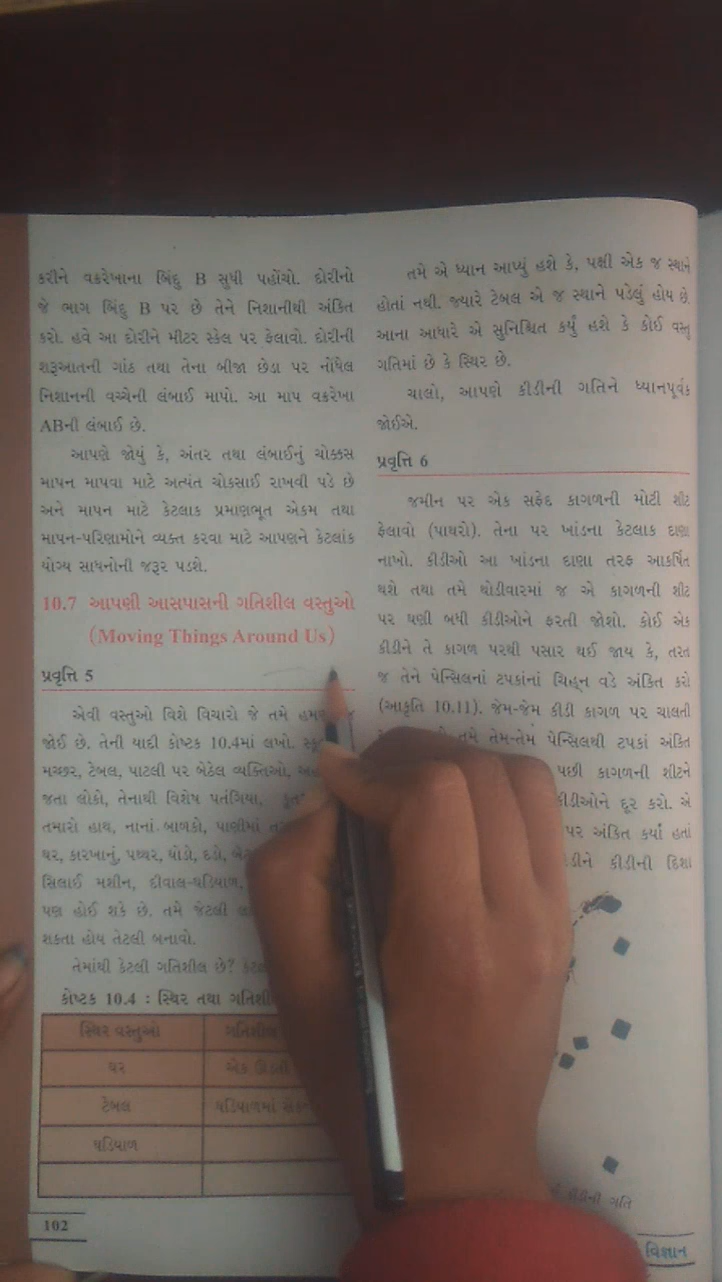 કરીને વક્રરેખાના બિંદુ B સુધી પહોંચો. દોરીનો
જે ભાગ બિંદુ B પર છે તેને નિશાનીથી અંકિત
કરો. હવે આ દોરીને મીટર સ્કેલ પર ફેલાવો. દોરીની
શરૂઆતની ગાંઠ તથા તેના બીજા છેડા પર નોંધેલ
નિશાનની વચ્ચેની લંબાઈ માપો. આ માપ વક્રરેખા
ABની લંબાઈ છે.
આપણે જોયું કે, અંતર તથા લંબાઈનું ચોક્કસ
માપન માપવા માટે અત્યંત ચોકસાઈ રાખવી પડે છે
અને માપન માટે કેટલાક પ્રમાણભૂત એકમ તથા
માપન-પરિણામોને વ્યક્ત કરવા માટે આપણને કેટલાંક
યોગ્ય સાધનોની જરૂર પડશે.
10.7 આપણી આસપાસની ગતિશીલ વસ્તુઓ
(Moving Things Around Us)
પ્રવૃત્તિ 5
એવી વસ્તુઓ વિશે વિચારો જે તમે
જોઈ છે. તેની યાદી કોષ્ટક 10.4માં લખો.
મચ્છર, ટેબલ, પાટલી પર બેઠેલ વ્યક્તિઓ,
જતા લોકો, તેનાથી વિશેષ પતંગિયા,
તમારો હાથ, નાનાં બાળકો, પાણીમાં
ઘર, કારખાનું, પથ્થર, ઘોડો, દડો,
સિલાઈ મશીન, દીવાલ-ઘડિયાળ.
પણ હોઈ શકે છે. તમે જેટલી
શકતા હોય તેટલી બનાવો.
તેમાંથી કેટલી ગતિશીલ છે?
કોષ્ટક 10.4 : સ્થિર તથા
સ્થિર વસ્તુઓ ગતિશીલ
ઘર એક
ટેબલ ઘડિયાળમાં
ઘડિયાળ
102
તમે એ ધ્યાન આપ્યું હશે કે, પક્ષી એક જ સ્થાને
હોતાં નથી. જ્યારે ટેબલ એ જ સ્થાને પડેલું હોય છે.
આના આધારે એ સુનિશ્ચિત કર્યું હશે કે કોઈ વસ્તુ
ગતિમાં છે કે સ્થિર છે.
ચાલો, આપણે કીડીની ગતિને ધ્યાનપૂર્વક
જોઈએ.
પ્રવૃત્તિ 6
જમીન પર એક સફેદ કાગળની મોટી શીટ
ફેલાવો (પાથરો). તેના પર ખાંડના કેટલાક દાણા
નાખો. કીડીઓ આ ખાંડના દાણા તરફ આકર્ષિત
થશે તથા તમે થોડીવારમાં જ એ કાગળની શીટ
પર ઘણી બધી કીડીઓને ફરતી જોશો. કોઈ એક
કીડીને તે કાગળ પરથી પસાર થઈ જાય કે, તરત
જ તેને પેન્સિલનાં ટપકાંનાં ચિહ્ન વડે અંકિત કરો
(આકૃતિ 10.11). જેમ-જેમ કીડી કાગળ પર ચાલતી
તમે તેમ-તેમ પેન્સિલથી ટપકાં અંકિત
પછી કાગળની શીટને
કીડીઓને દૂર કરો. એ
પર અંકિત કર્યાં હતાં
કીડીની દિશા
કીડીની ગતિ
વિજ્ઞાન